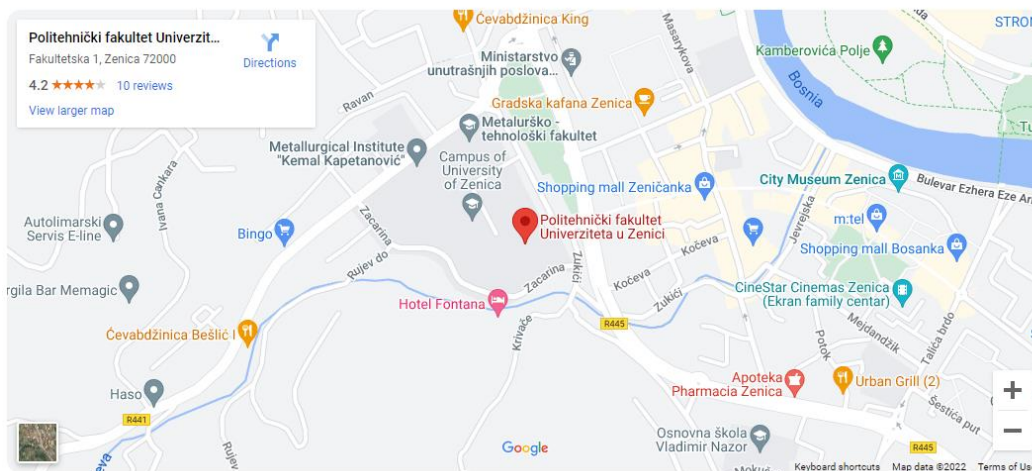 Politehnički fakultet Univerzit...
Fakultetska 1, Zenica 72000
4.2
10 reviews
View larger map
Directions
Ćevabdžinica King
Ministarstvo
unutrašnjih poslova...
Masarykova
Kamberovića Polje
STROM
Bosnia
Gradska kafana Zenica
Ravan
Metalurško -
tehnološki fakultet
Metallurgical Institute
"Kemal Kapetanović"
Campus of
University
of Zenica
Ivana Cankara
Shopping mall Zeničanka
City Museum Zenica
Bulevar Ezhera Eze Arn
Jevrejska
m:tel
Shopping mall Bosanka
Autolimarski
Servis E-line
Bingo
Zacarina
Politehnički fakultet
Univerziteta u Zenici
Rujev do
Zacarina
Zukići
Kočeva
Kočeva
Zukići
CineStar Cinemas Zenica
(Ekran family centar)
rgila Bar Memagic
Hotel Fontana
R445
Krivače
Mejdandžik
Talića brdo
Potok
Ćevabdžinica Bešlić I
Apoteka
Pharmacia Zenica
Urban Grill (2)
Haso
R441
Šestića put
Rujev
Osnovna škola
Vladimir Nazor
R445
Google
Keyboard shortcuts
Map data ©2022
Terms of Us